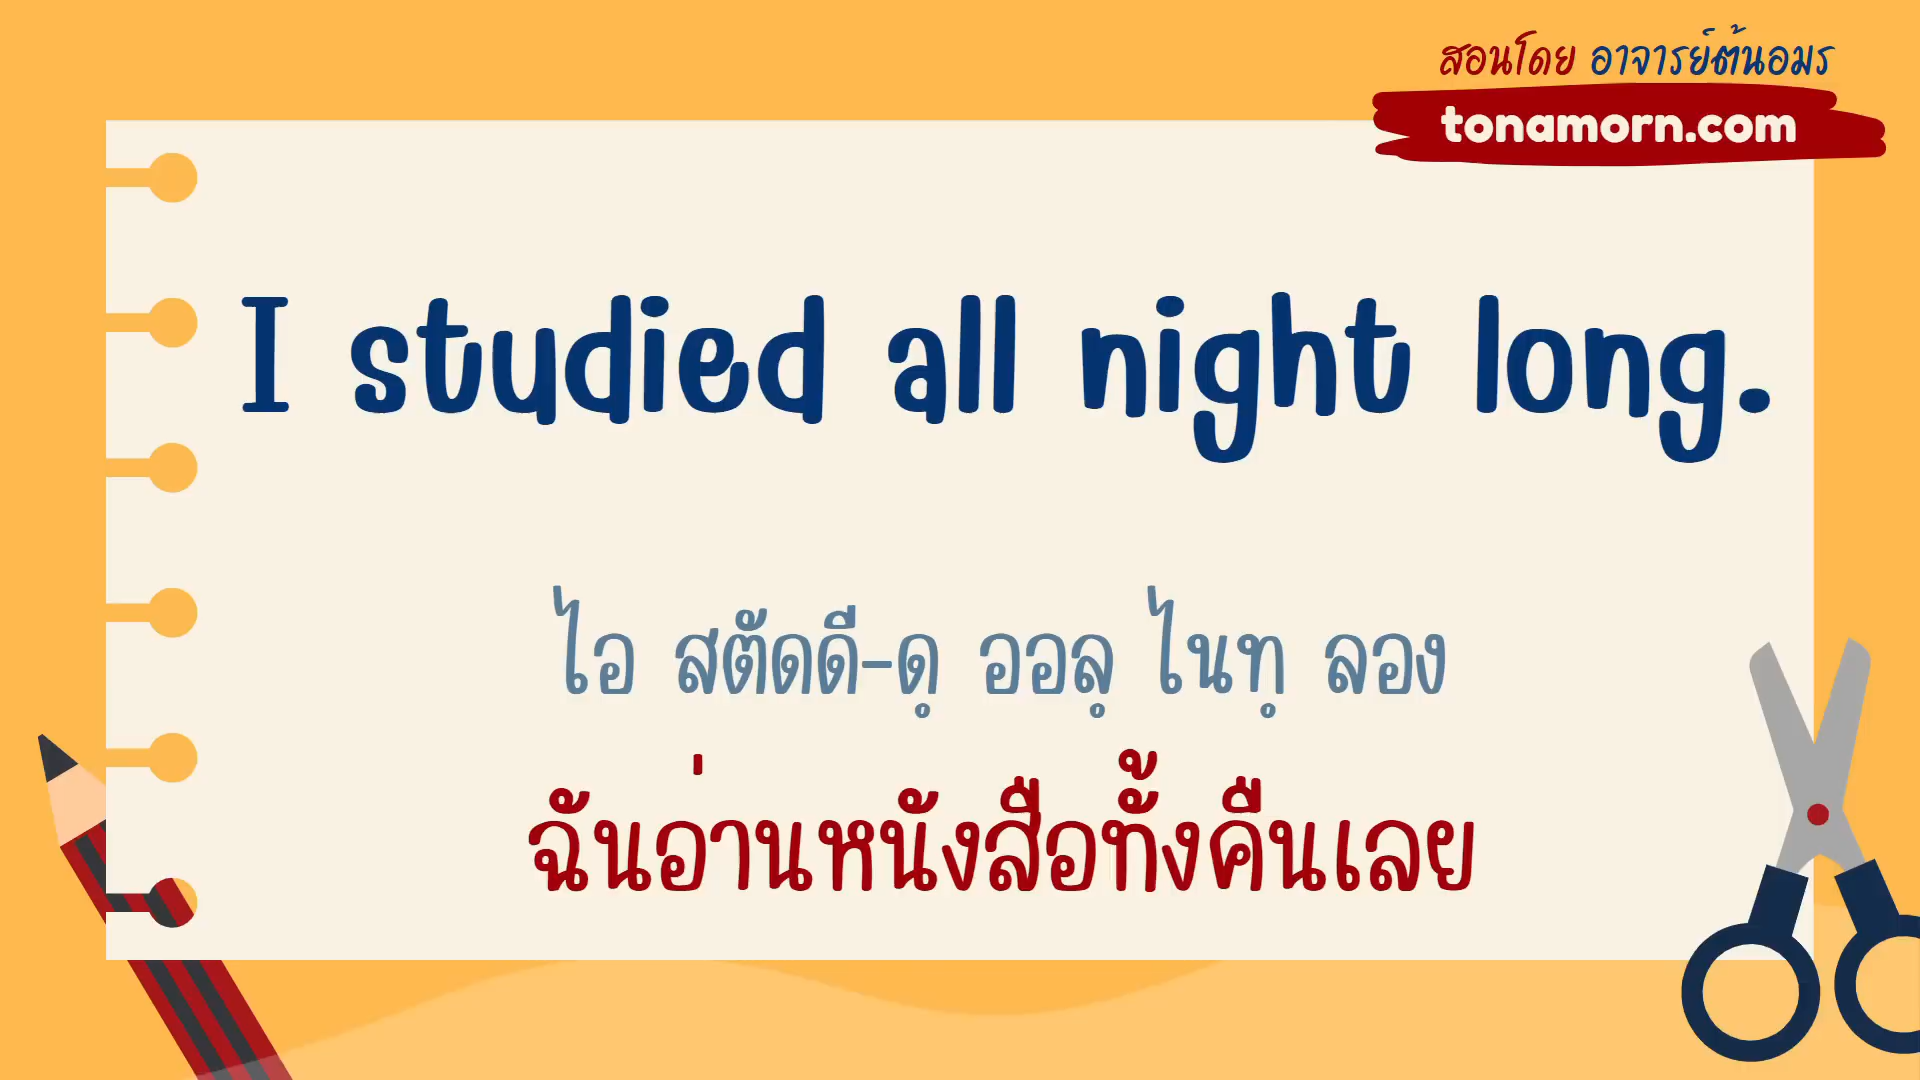 สอนโดย อาจารย์ต้นอมร
tonamorn.com
I studied all night long.
ไอ สตัดดี-ดฺ ออลฺ ไนทฺ ลอง
ฉันอ่านหนังสือทั้งคืนเลย